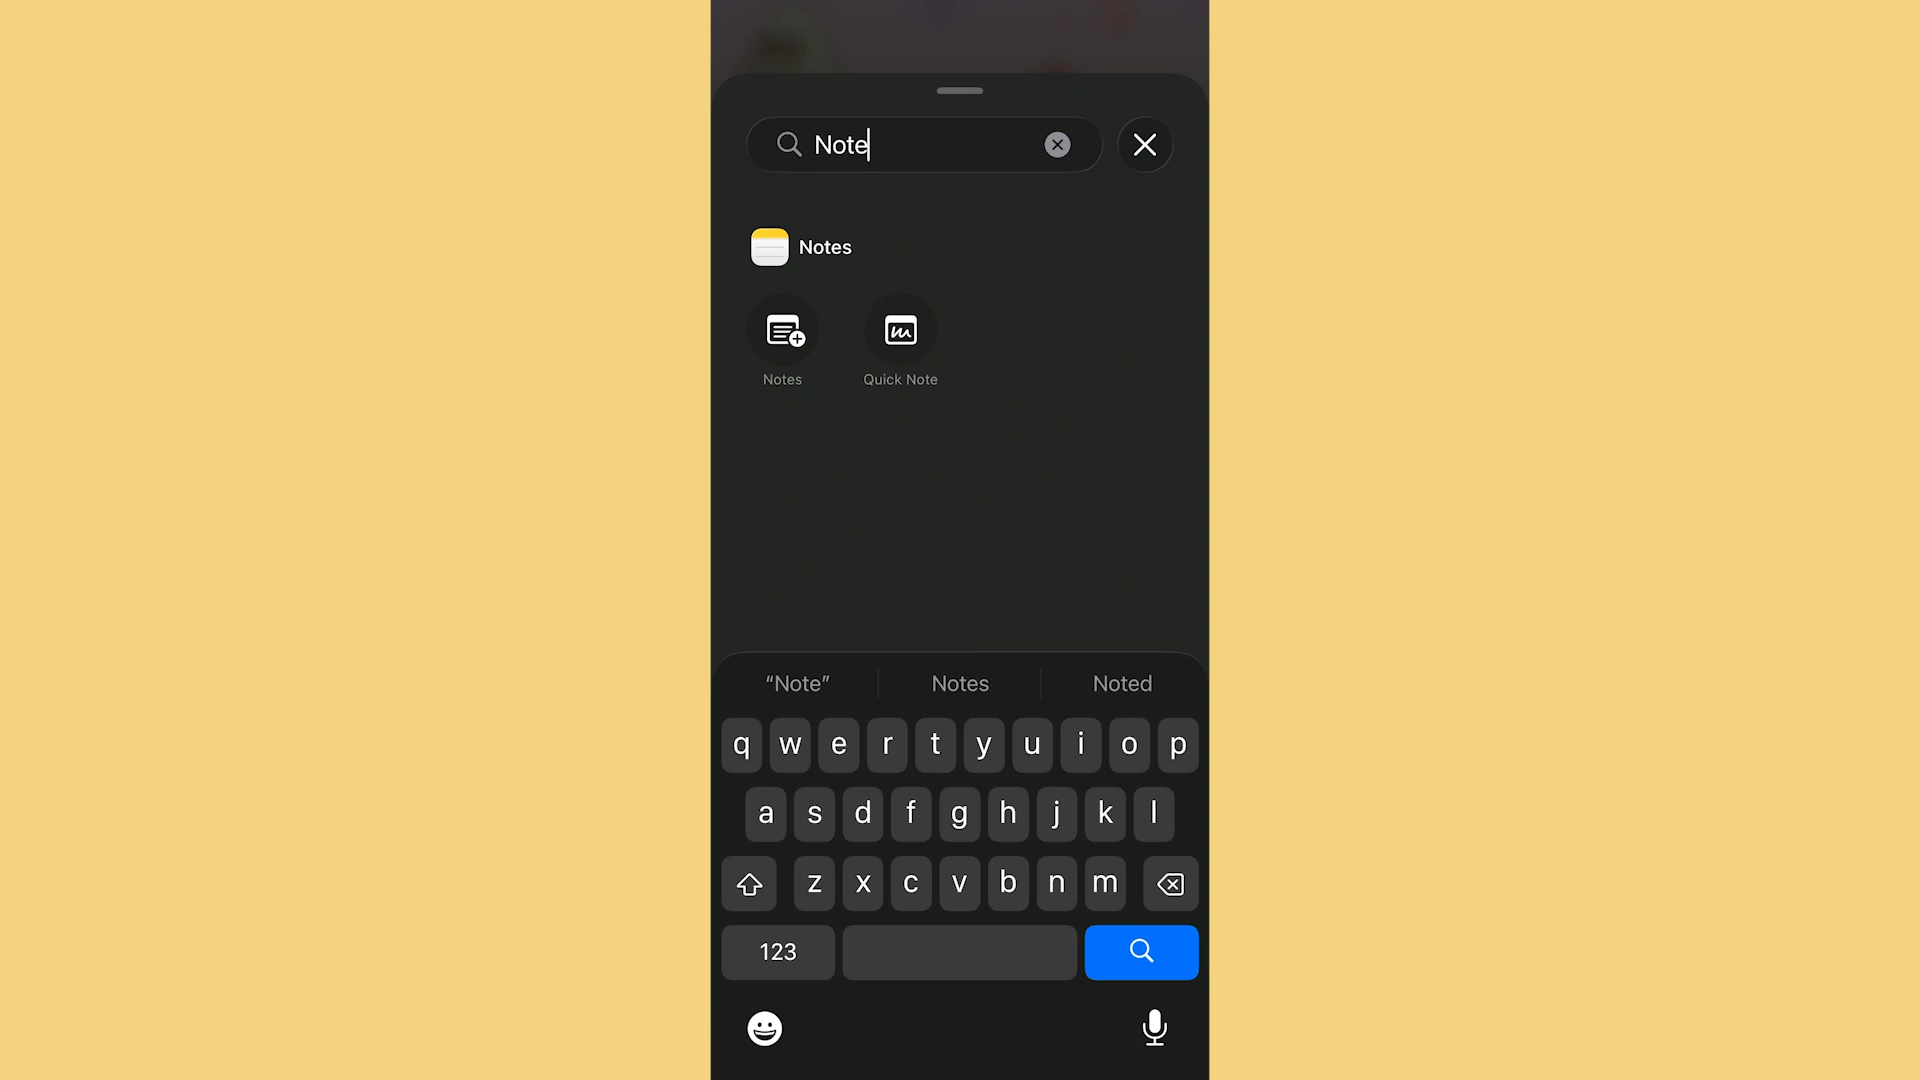 Note
Notes
Notes Quick Note
“Note” Notes Noted
q w e r t y u i o p
a s d f g h j k l
z x c v b n m
123